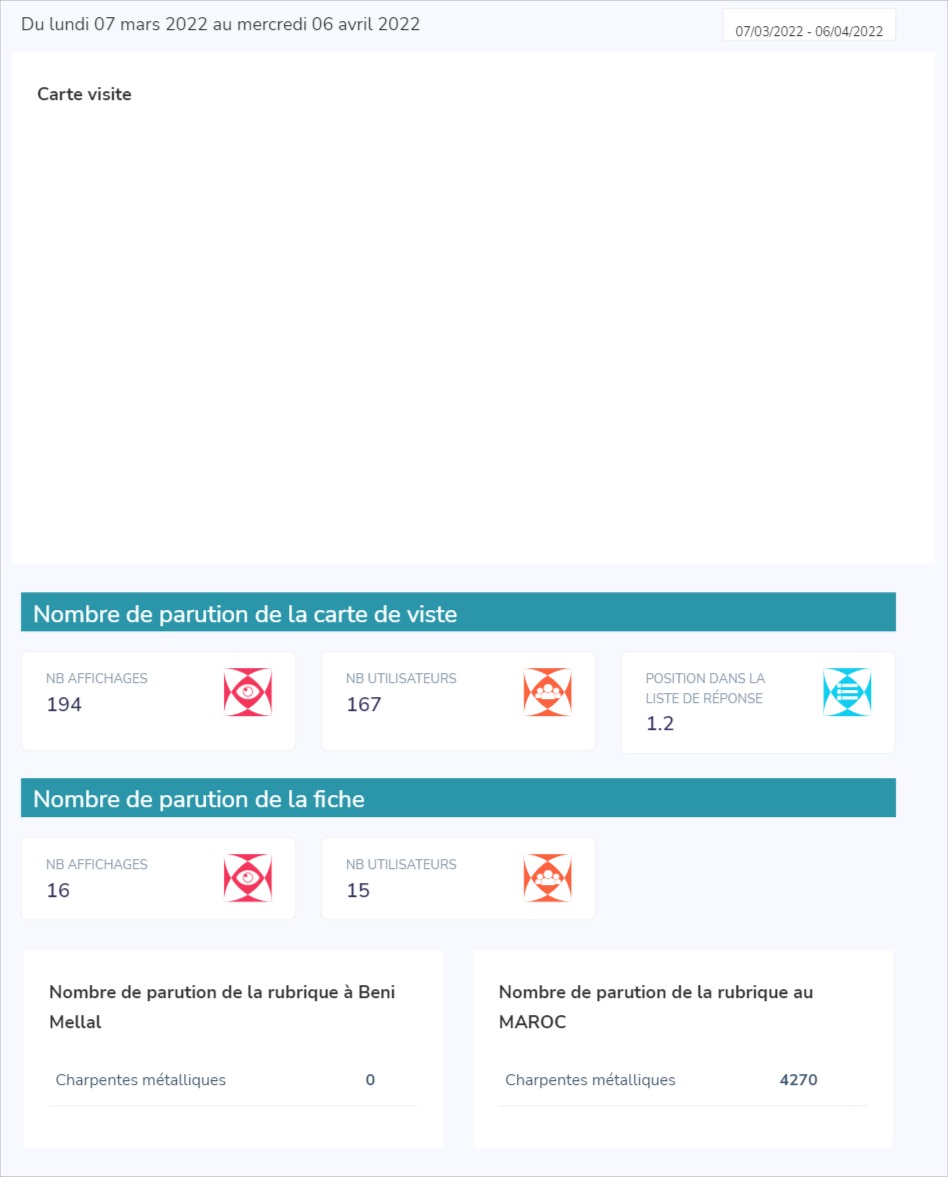 Du lundi 07 mars 2022 au mercredi 06 avril 2022
07/03/2022 - 06/04/2022
Carte visite
Nombre de parution de la carte de viste
NB AFFICHAGES
194
NB UTILISATEURS
167
POSITION DANS LA
LISTE DE RÉPONSE
1.2
Nombre de parution de la fiche
NB AFFICHAGES
16
NB UTILISATEURS
15
Nombre de parution de la rubrique à Beni
Mellal
Charpentes métalliques 0
Nombre de parution de la rubrique au
MAROC
Charpentes métalliques 4270